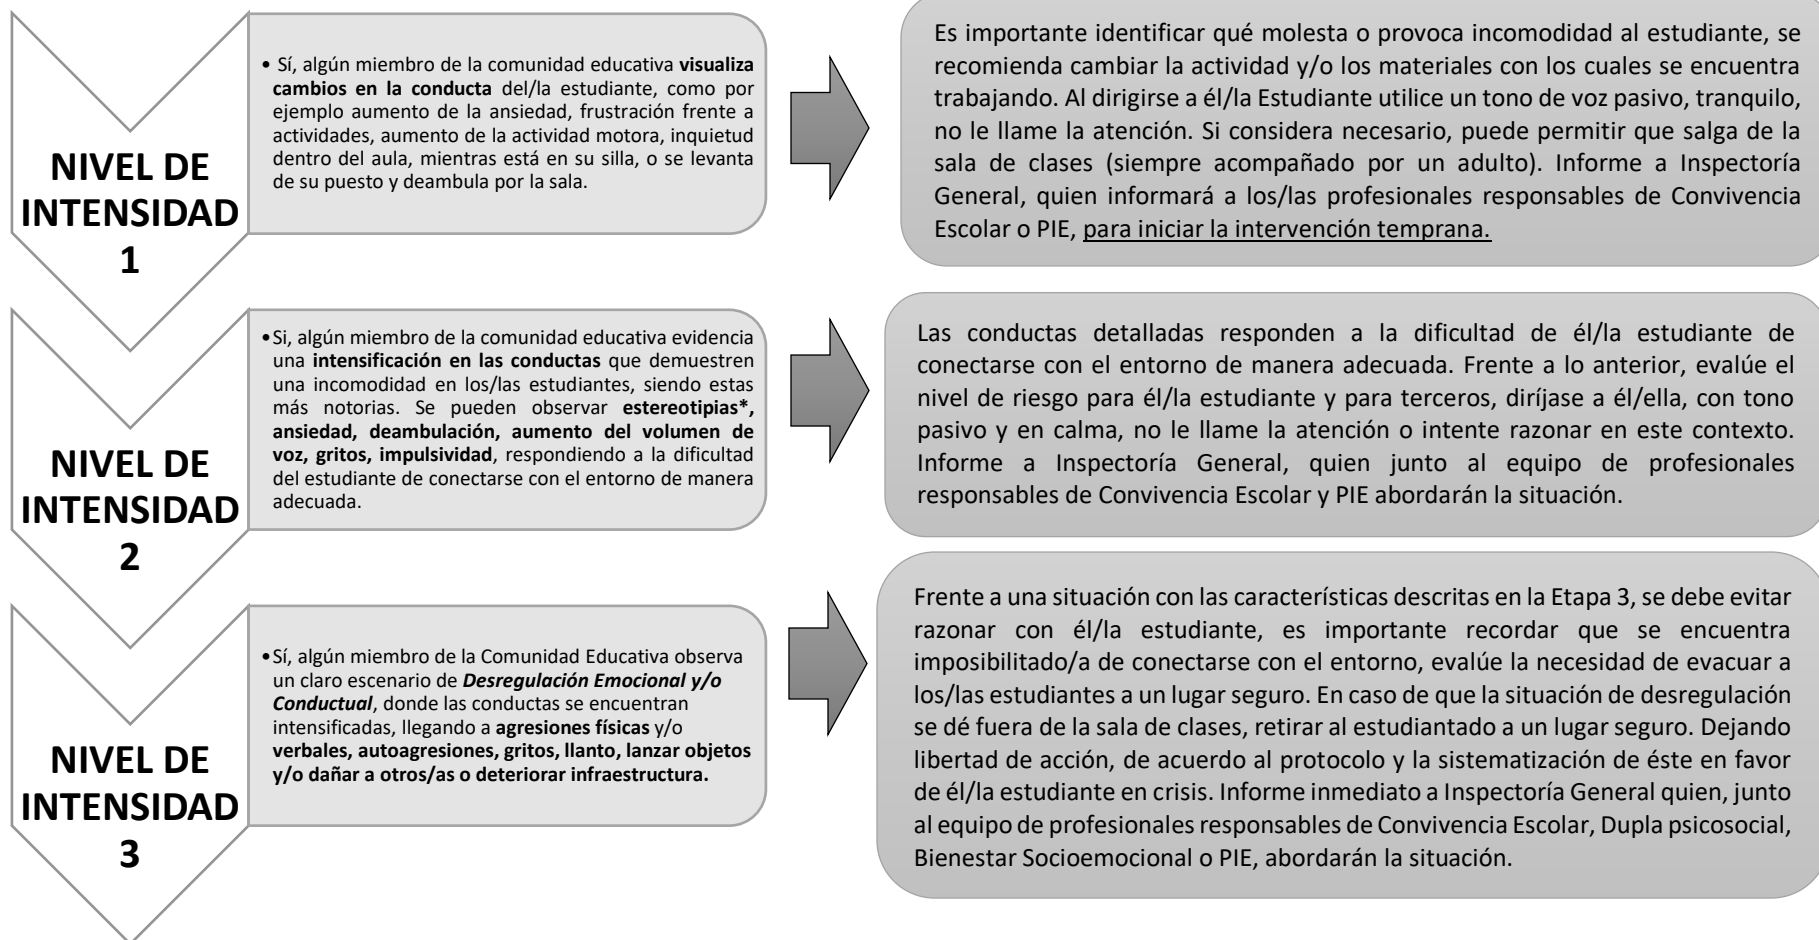 NIVEL DE
INTENSIDAD
1
• Sí, algún miembro de la comunidad educativa visualiza
cambios en la conducta del/la estudiante, como por
ejemplo aumento de la ansiedad, frustración frente a
actividades, aumento de la actividad motora, inquietud
dentro del aula, mientras está en su silla, o se levanta
de su puesto y deambula por la sala.
Es importante identificar qué molesta o provoca incomodidad al estudiante, se
recomienda cambiar la actividad y/o los materiales con los cuales se encuentra
trabajando. Al dirigirse a él/la Estudiante utilice un tono de voz pasivo, tranquilo,
no le llame la atención. Si considera necesario, puede permitir que salga de la
sala de clases (siempre acompañado por un adulto). Informe a Inspectoría
General, quien informará a los/las profesionales responsables de Convivencia
Escolar o PIE, para iniciar la intervención temprana.
NIVEL DE
INTENSIDAD
2
•Si, algún miembro de la comunidad educativa evidencia
una intensificación en las conductas que demuestren
una incomodidad en los/las estudiantes, siendo estas
más notorias. Se pueden observar estereotipias*,
ansiedad, deambulación, aumento del volumen de
voz, gritos, impulsividad, respondiendo a la dificultad
del estudiante de conectarse con el entorno de manera
adecuada.
Las conductas detalladas responden a la dificultad de él/la estudiante de
conectarse con el entorno de manera adecuada. Frente a lo anterior, evalúe el
nivel de riesgo para él/la estudiante y para terceros, diríjase a él/ella, con tono
pasivo y en calma, no le llame la atención o intente razonar en este contexto.
Informe a Inspectoría General, quien junto al equipo de profesionales
responsables de Convivencia Escolar y PIE abordarán la situación.
NIVEL DE
INTENSIDAD
3
•Sí, algún miembro de la Comunidad Educativa observa
un claro escenario de Desregulación Emocional y/o
Conductual, donde las conductas se encuentran
intensificadas, llegando a agresiones físicas y/o
verbales, autoagresiones, gritos, llanto, lanzar objetos
y/o dañar a otros/as o deteriorar infraestructura.
Frente a una situación con las características descritas en la Etapa 3, se debe evitar
razonar con él/la estudiante, es importante recordar que se encuentra
imposibilitado/a de conectarse con el entorno, evalúe la necesidad de evacuar a
los/las estudiantes a un lugar seguro. En caso de que la situación de desregulación
se dé fuera de la sala de clases, retirar al estudiantado a un lugar seguro. Dejando
libertad de acción, de acuerdo al protocolo y la sistematización de éste en favor
de él/la estudiante en crisis. Informe inmediato a Inspectoría General quien, junto
al equipo de profesionales responsables de Convivencia Escolar, Dupla psicosocial,
Bienestar Socioemocional o PIE, abordarán la situación.